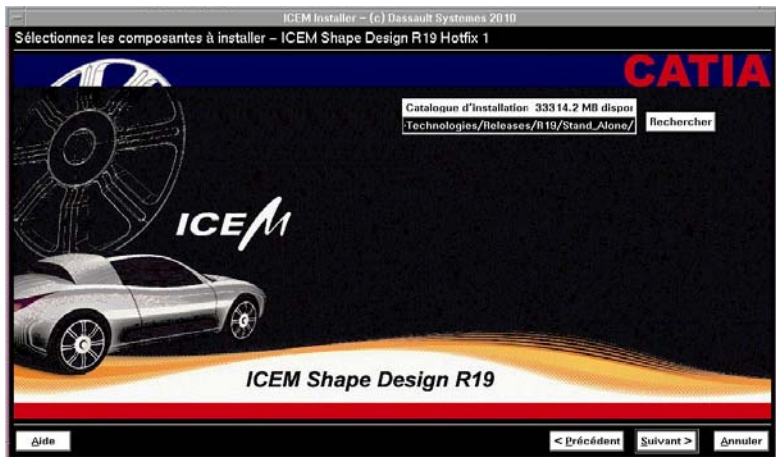 ICEM Installer – (c) Dassault Systemes 2010
Sélectionnez les composantes à installer – ICEM Shape Design R19 Hotfix 1
CATIA
Catalogue d'installation 33314.2 MB dispor
-Technologies/Releases/R19/Stand_Alone/
Rechercher
ICEM
ICEM Shape Design R19
Aide
< Précédent
Suivant >
Annuler